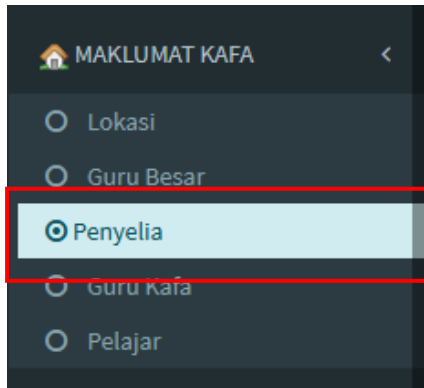 MAKLUMAT KAFA
Lokasi
Guru Besar
Penyelia
Guru Kafa
Pelajar